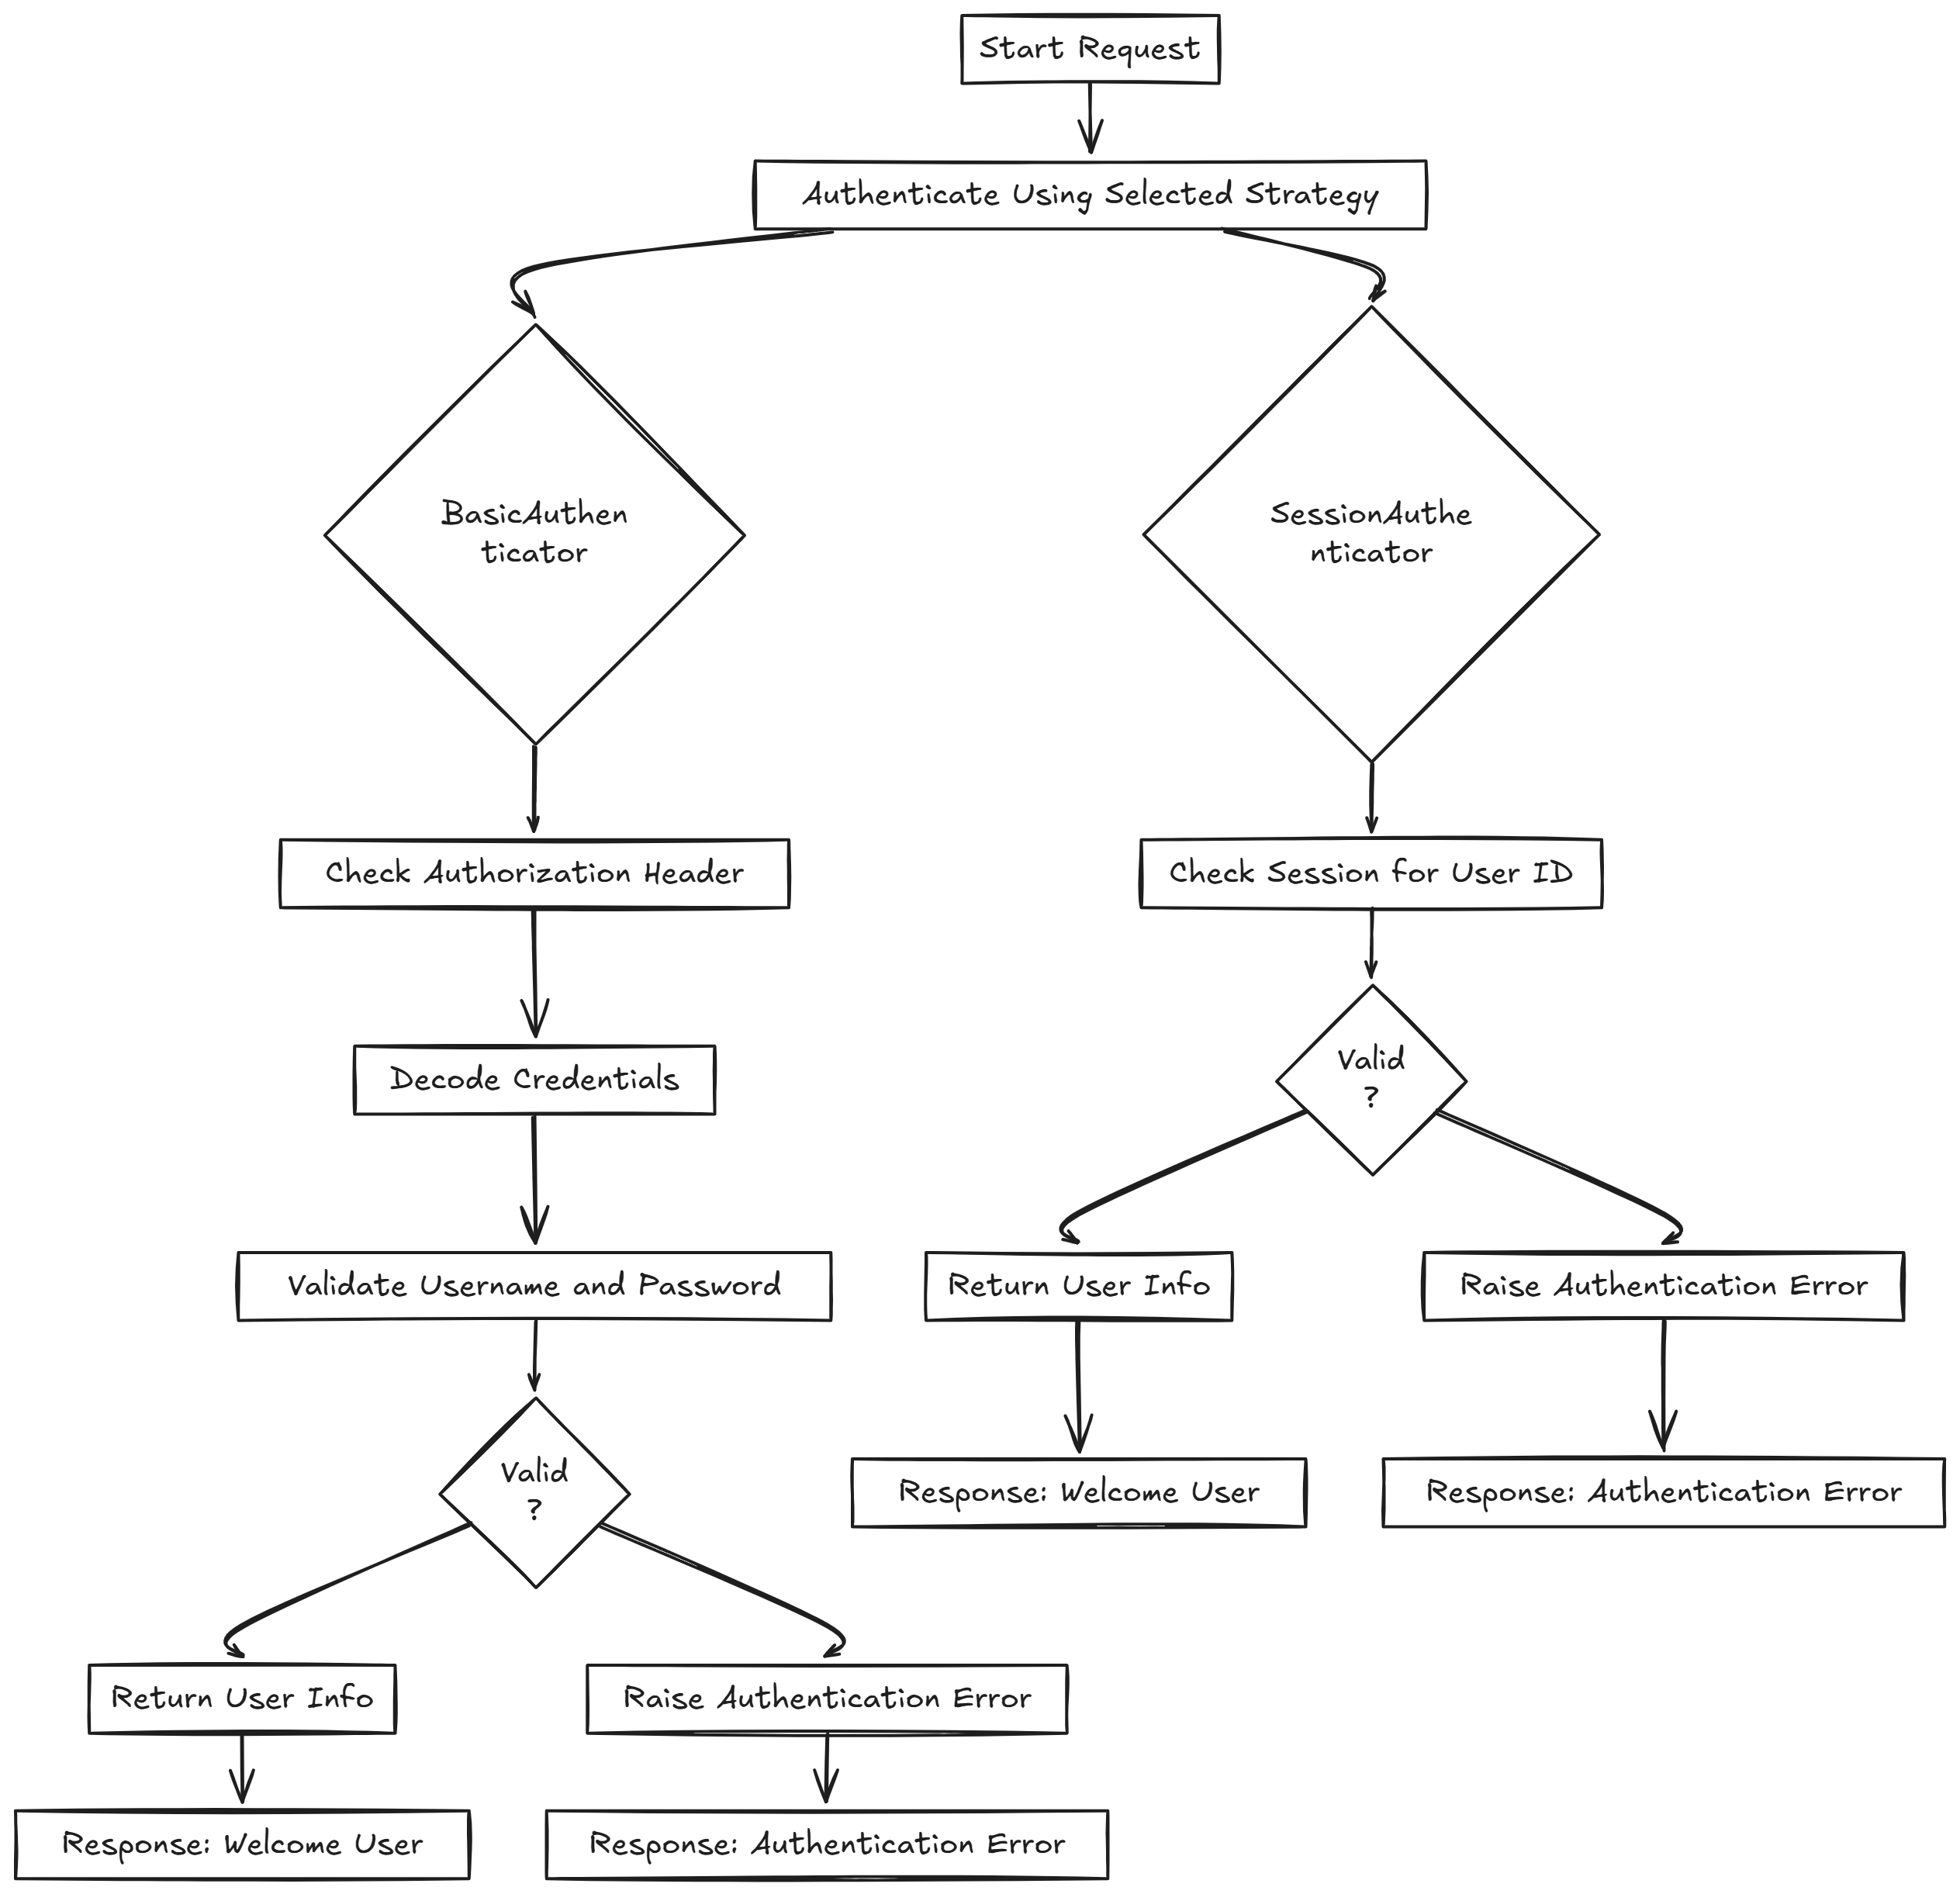 Start Request
Authenticate Using Selected Strategy
BasicAuthen
ticator
SessionAuthe
nticator
Check Authorization Header
Check Session for User ID
Decode Credentials
Valid
?
Validate Username and Password
Return User Info
Raise Authentication Error
Valid
?
Response: Welcome User
Response: Authentication Error
Return User Info
Raise Authentication Error
Response: Welcome User
Response: Authentication Error